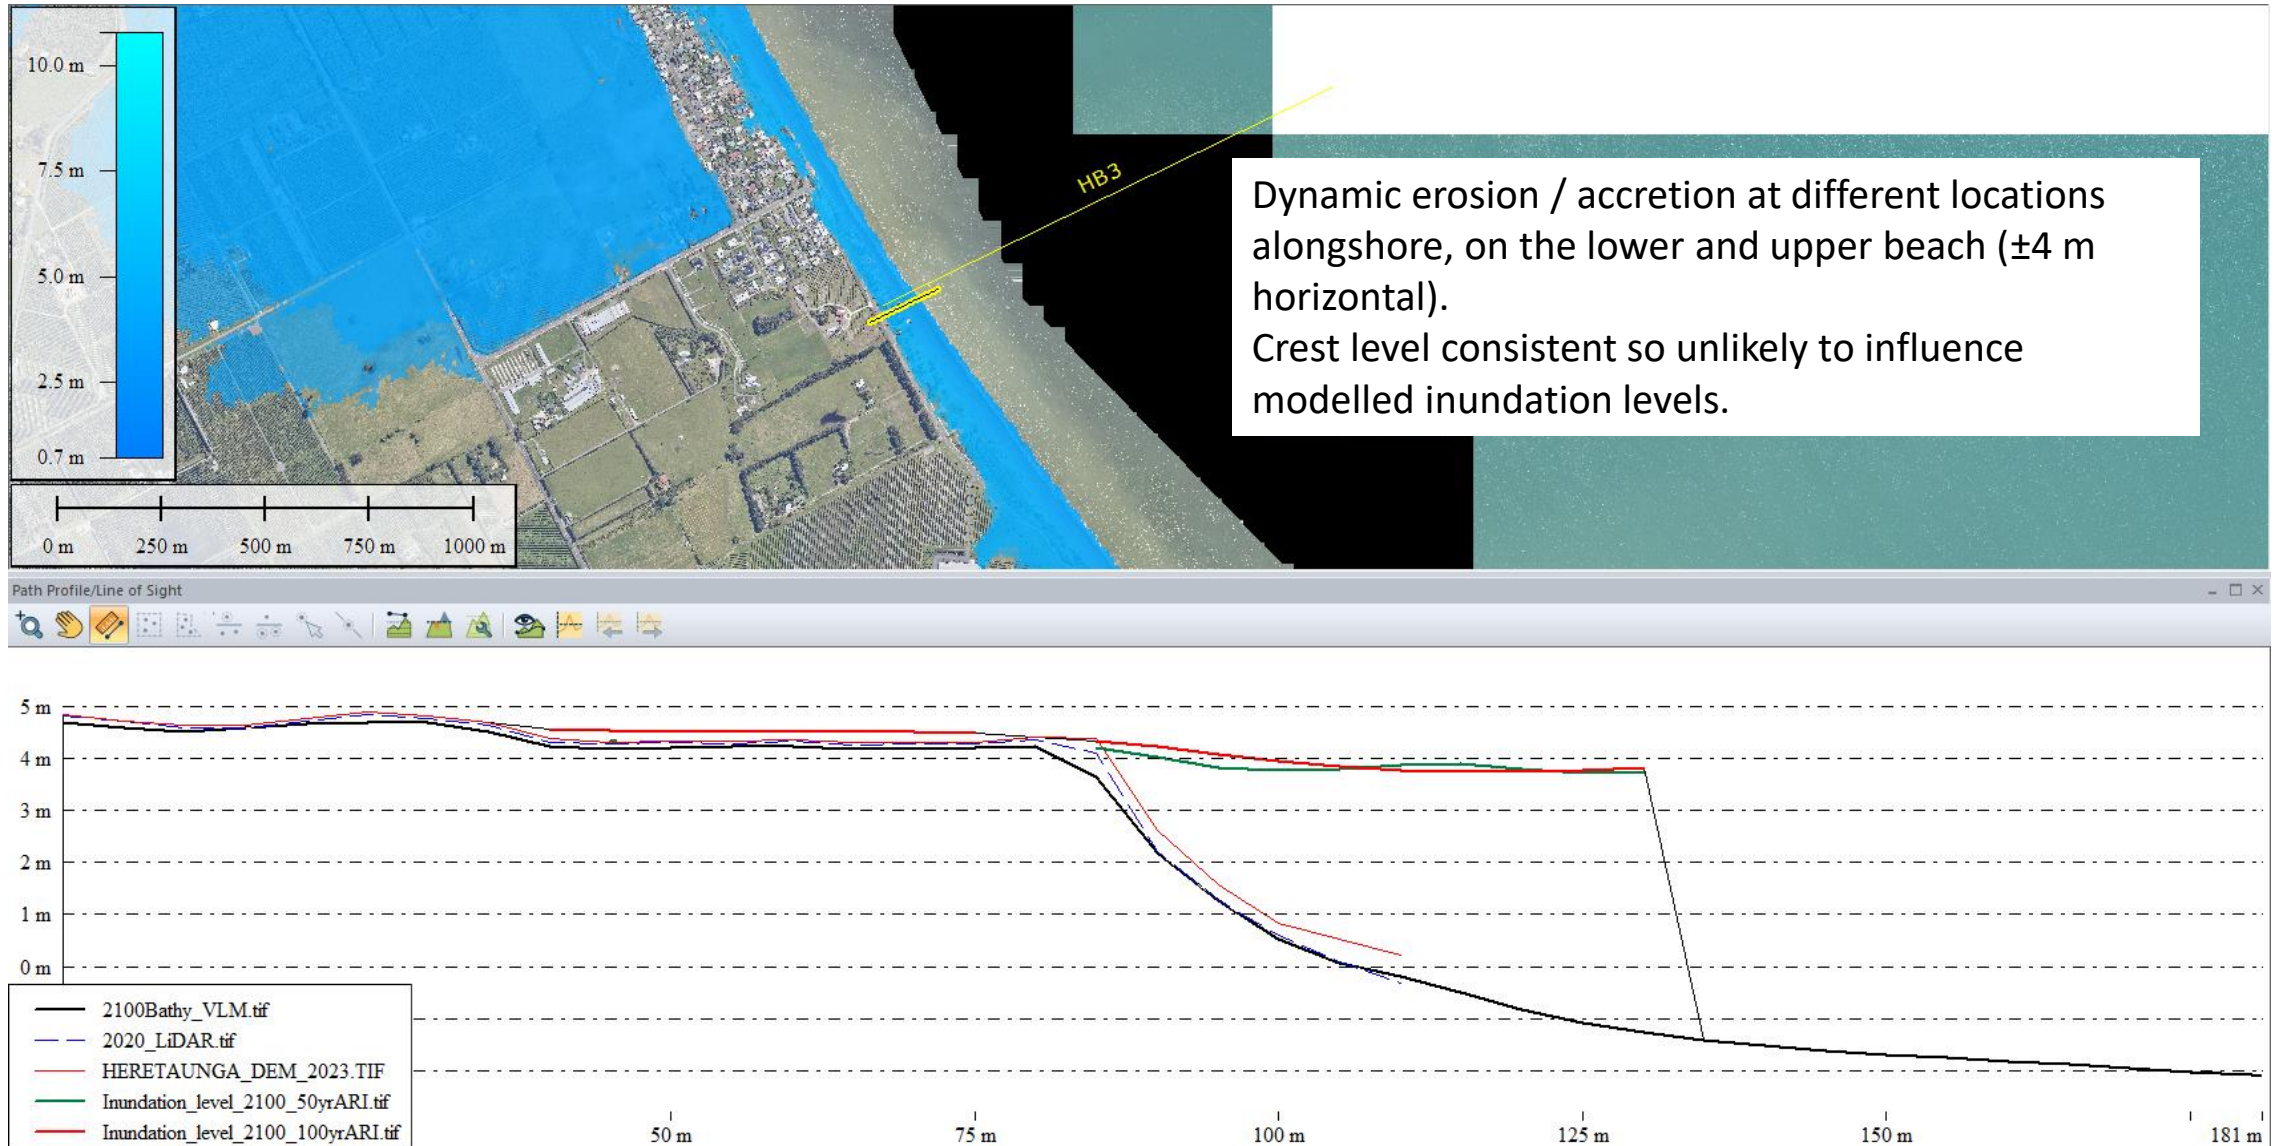 10.0 m
7.5 m
5.0 m
2.5 m
0.7 m
0 m 250 m 500 m 750 m 1000 m
HB3
Dynamic erosion / accretion at different locations
alongshore, on the lower and upper beach (±4 m
horizontal).
Crest level consistent so unlikely to influence
modelled inundation levels.
Path Profile/Line of Sight
5 m
4 m
3 m
2 m
1 m
0 m
2100Bathy_VLM.tif
2020_LiDAR.tif
HERETAUNGA_DEM_2023.TIF
Inundation_level_2100_50yrARI.tif
Inundation_level_2100_100yrARI.tif
50 m 75 m 100 m 125 m 150 m 181 m